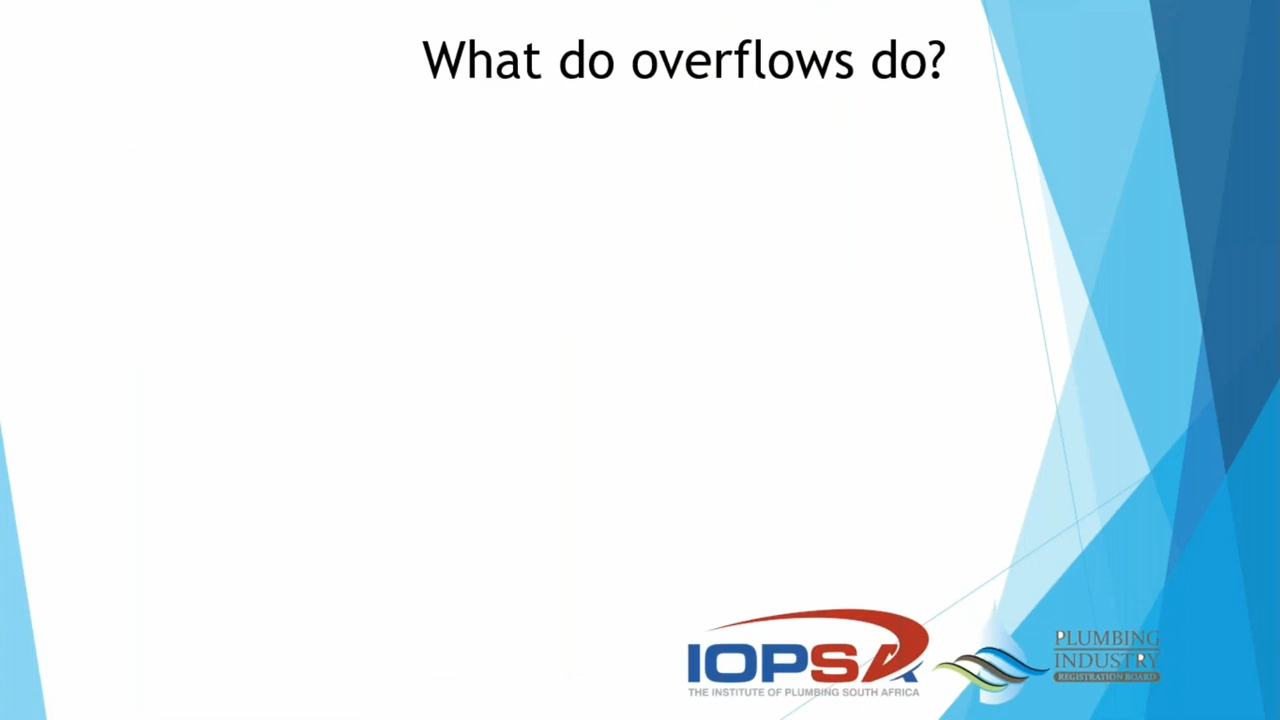 What do overflows do?
IOPSA
THE INSTITUTE OF PLUMBING SOUTH AFRICA
PLUMBING
INDUSTRY
REGISTRATION BOARD